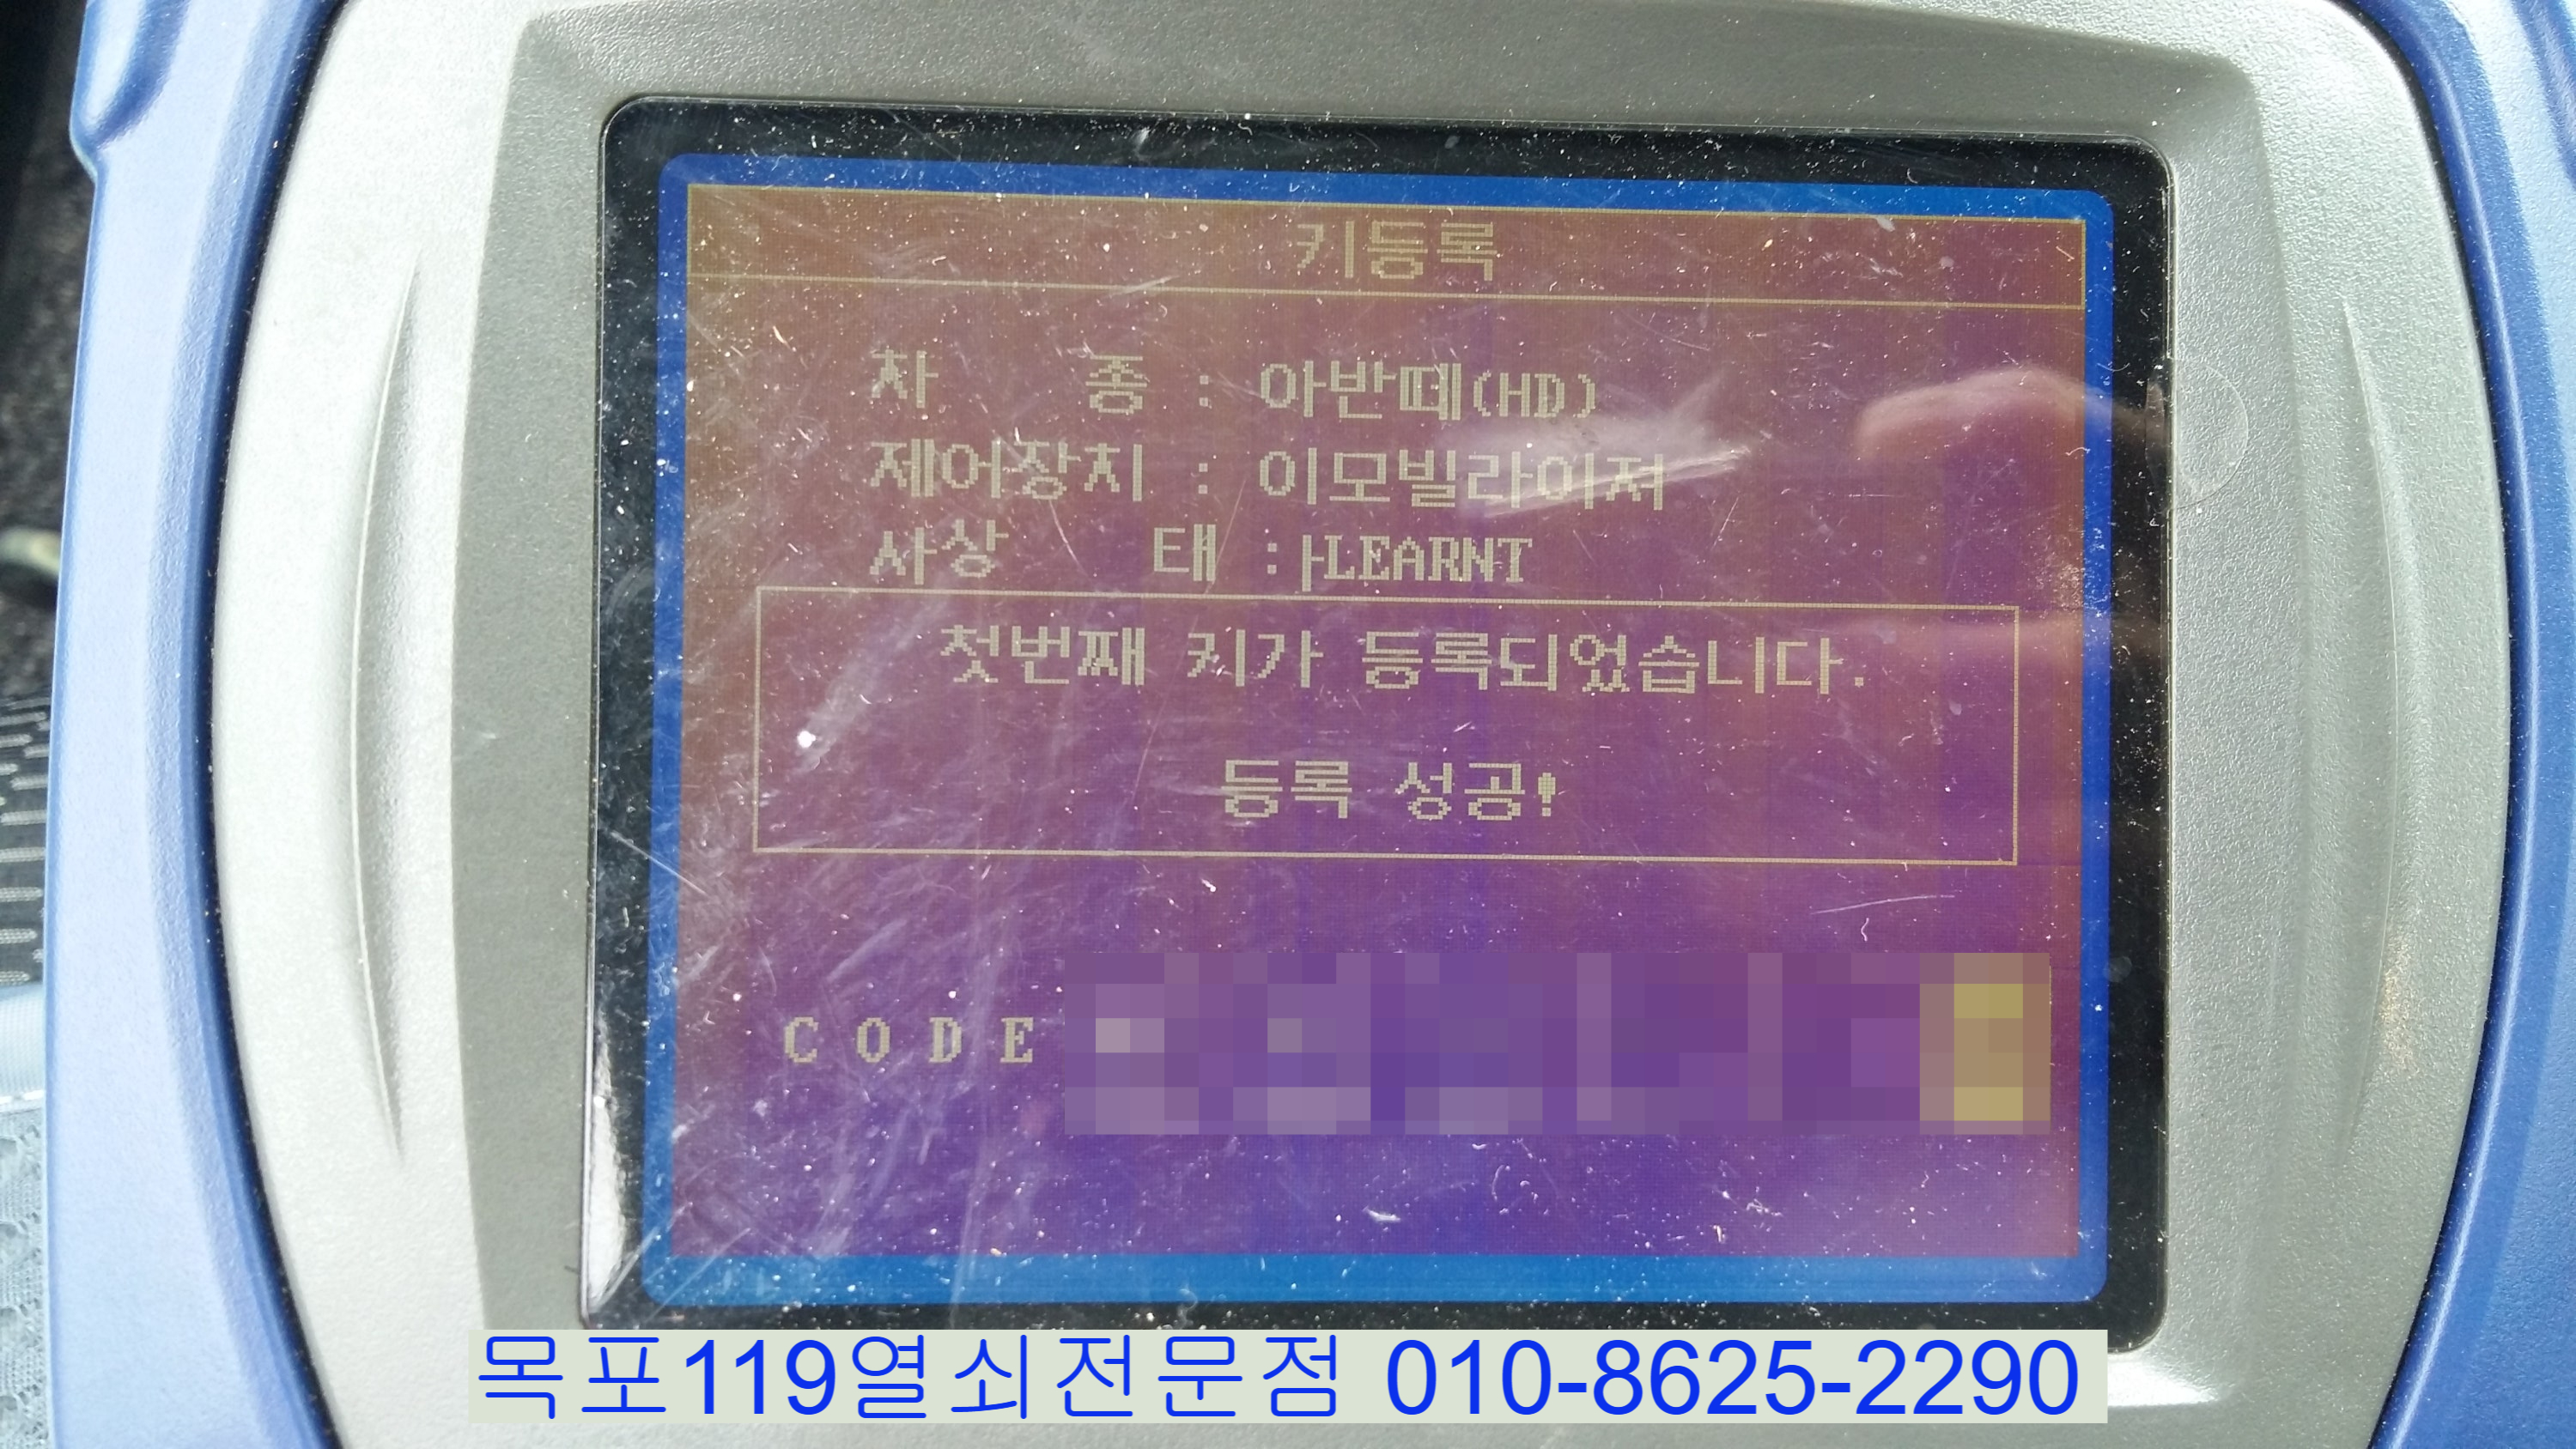 키등록
차 종 : 아반떼(HD)
제어장치 : 이모빌라이저
사상 태 :ㅏLEARNT
첫번째 키가 등록되었습니다.
등록 성공!
CODE
목포119열쇠전문점 010-8625-2290